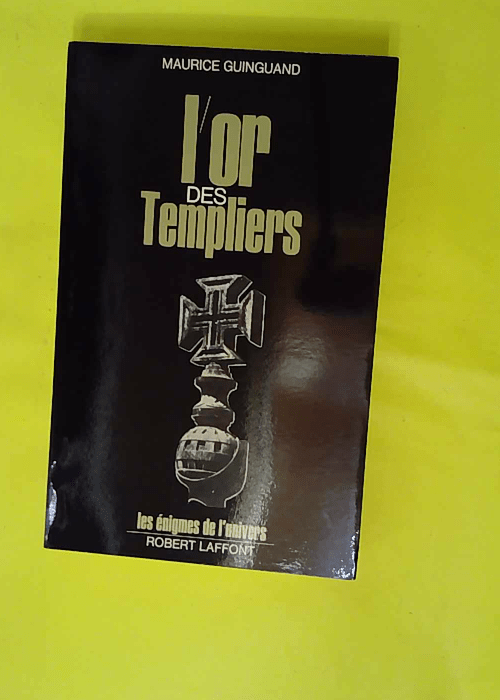 MAURICE GUINGUAND
l'or
DES
Templiers
les énigmes de l'univers
ROBERT LAFFONT